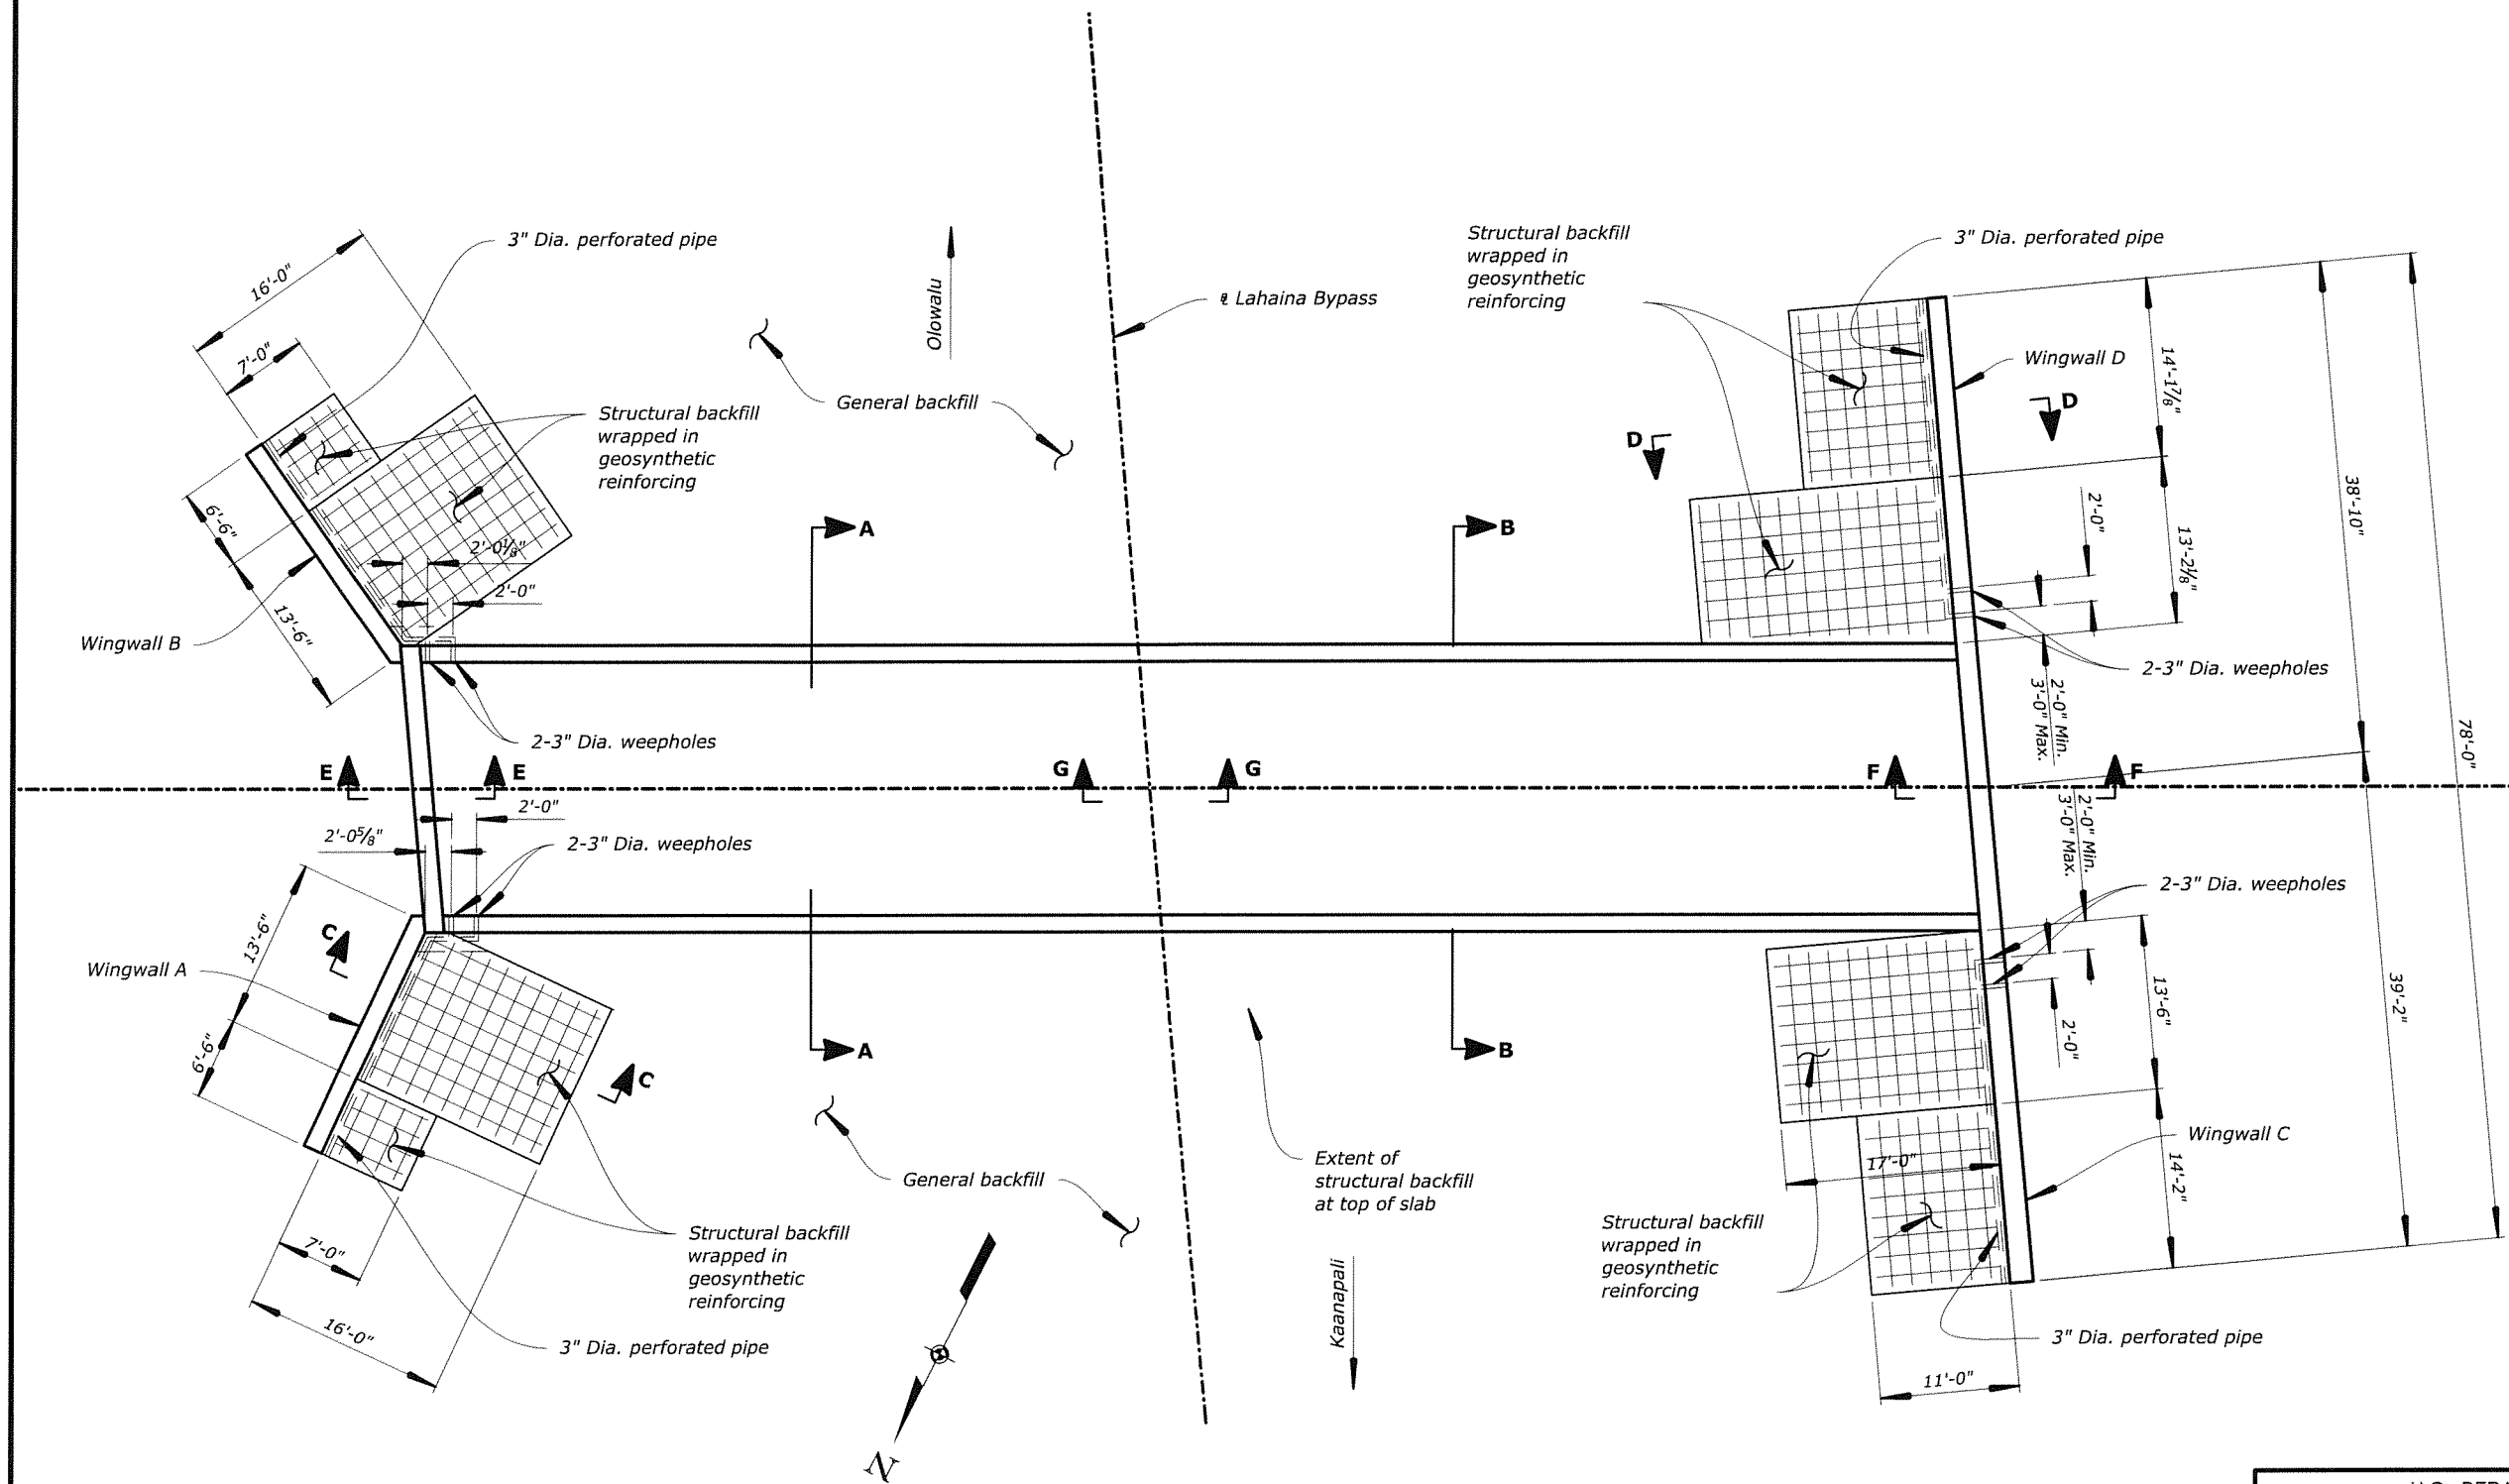 3" Dia. perforated pipe
16'-0"
7'-0"
Structural backfill
wrapped in
geosynthetic
reinforcing
6'-6"
13'-6"
2'-0⅛"
2'-0"
Wingwall B
2-3" Dia. weepholes
Olowalu
General backfill
℄ Lahaina Bypass
A
B
Structural backfill
wrapped in
geosynthetic
reinforcing
3" Dia. perforated pipe
Wingwall D
D
D
14'-1⅞"
13'-2⅛"
2'-0"
38'-10"
78'-0"
2-3" Dia. weepholes
2'-0" Min.
3'-0" Max.
E
E
G
G
F
F
2'-0"
2'-0⅝"
2-3" Dia. weepholes
13'-6"
6'-6"
C
C
Wingwall A
A
B
7'-0"
16'-0"
General backfill
Structural backfill
wrapped in
geosynthetic
reinforcing
3" Dia. perforated pipe
N
Extent of
structural backfill
at top of slab
Kaanapali
2'-0" Min.
3'-0" Max.
2-3" Dia. weepholes
13'-6"
2'-0"
39'-2"
Wingwall C
14'-2"
17'-0"
Structural backfill
wrapped in
geosynthetic
reinforcing
3" Dia. perforated pipe
11'-0"